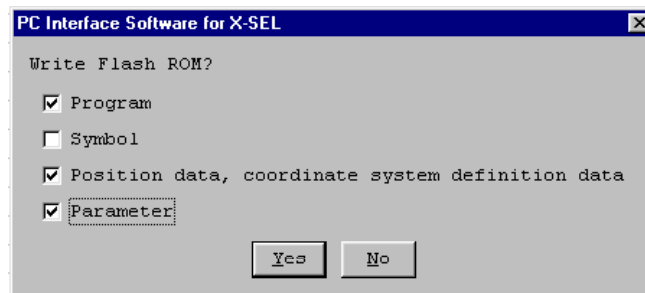 PC Interface Software for X-SEL
Write Flash ROM?
Program
Symbol
Position data, coordinate system definition data
Parameter
Yes No